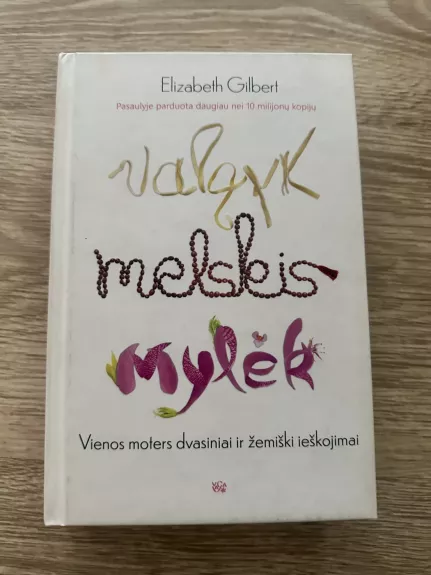 Elizabeth Gilbert
Pasaulyje parduota daugiau nei 10 milijonų kopijų
valgyk
melskis
mylėk
Vienos moters dvasiniai ir žemiški ieškojimai